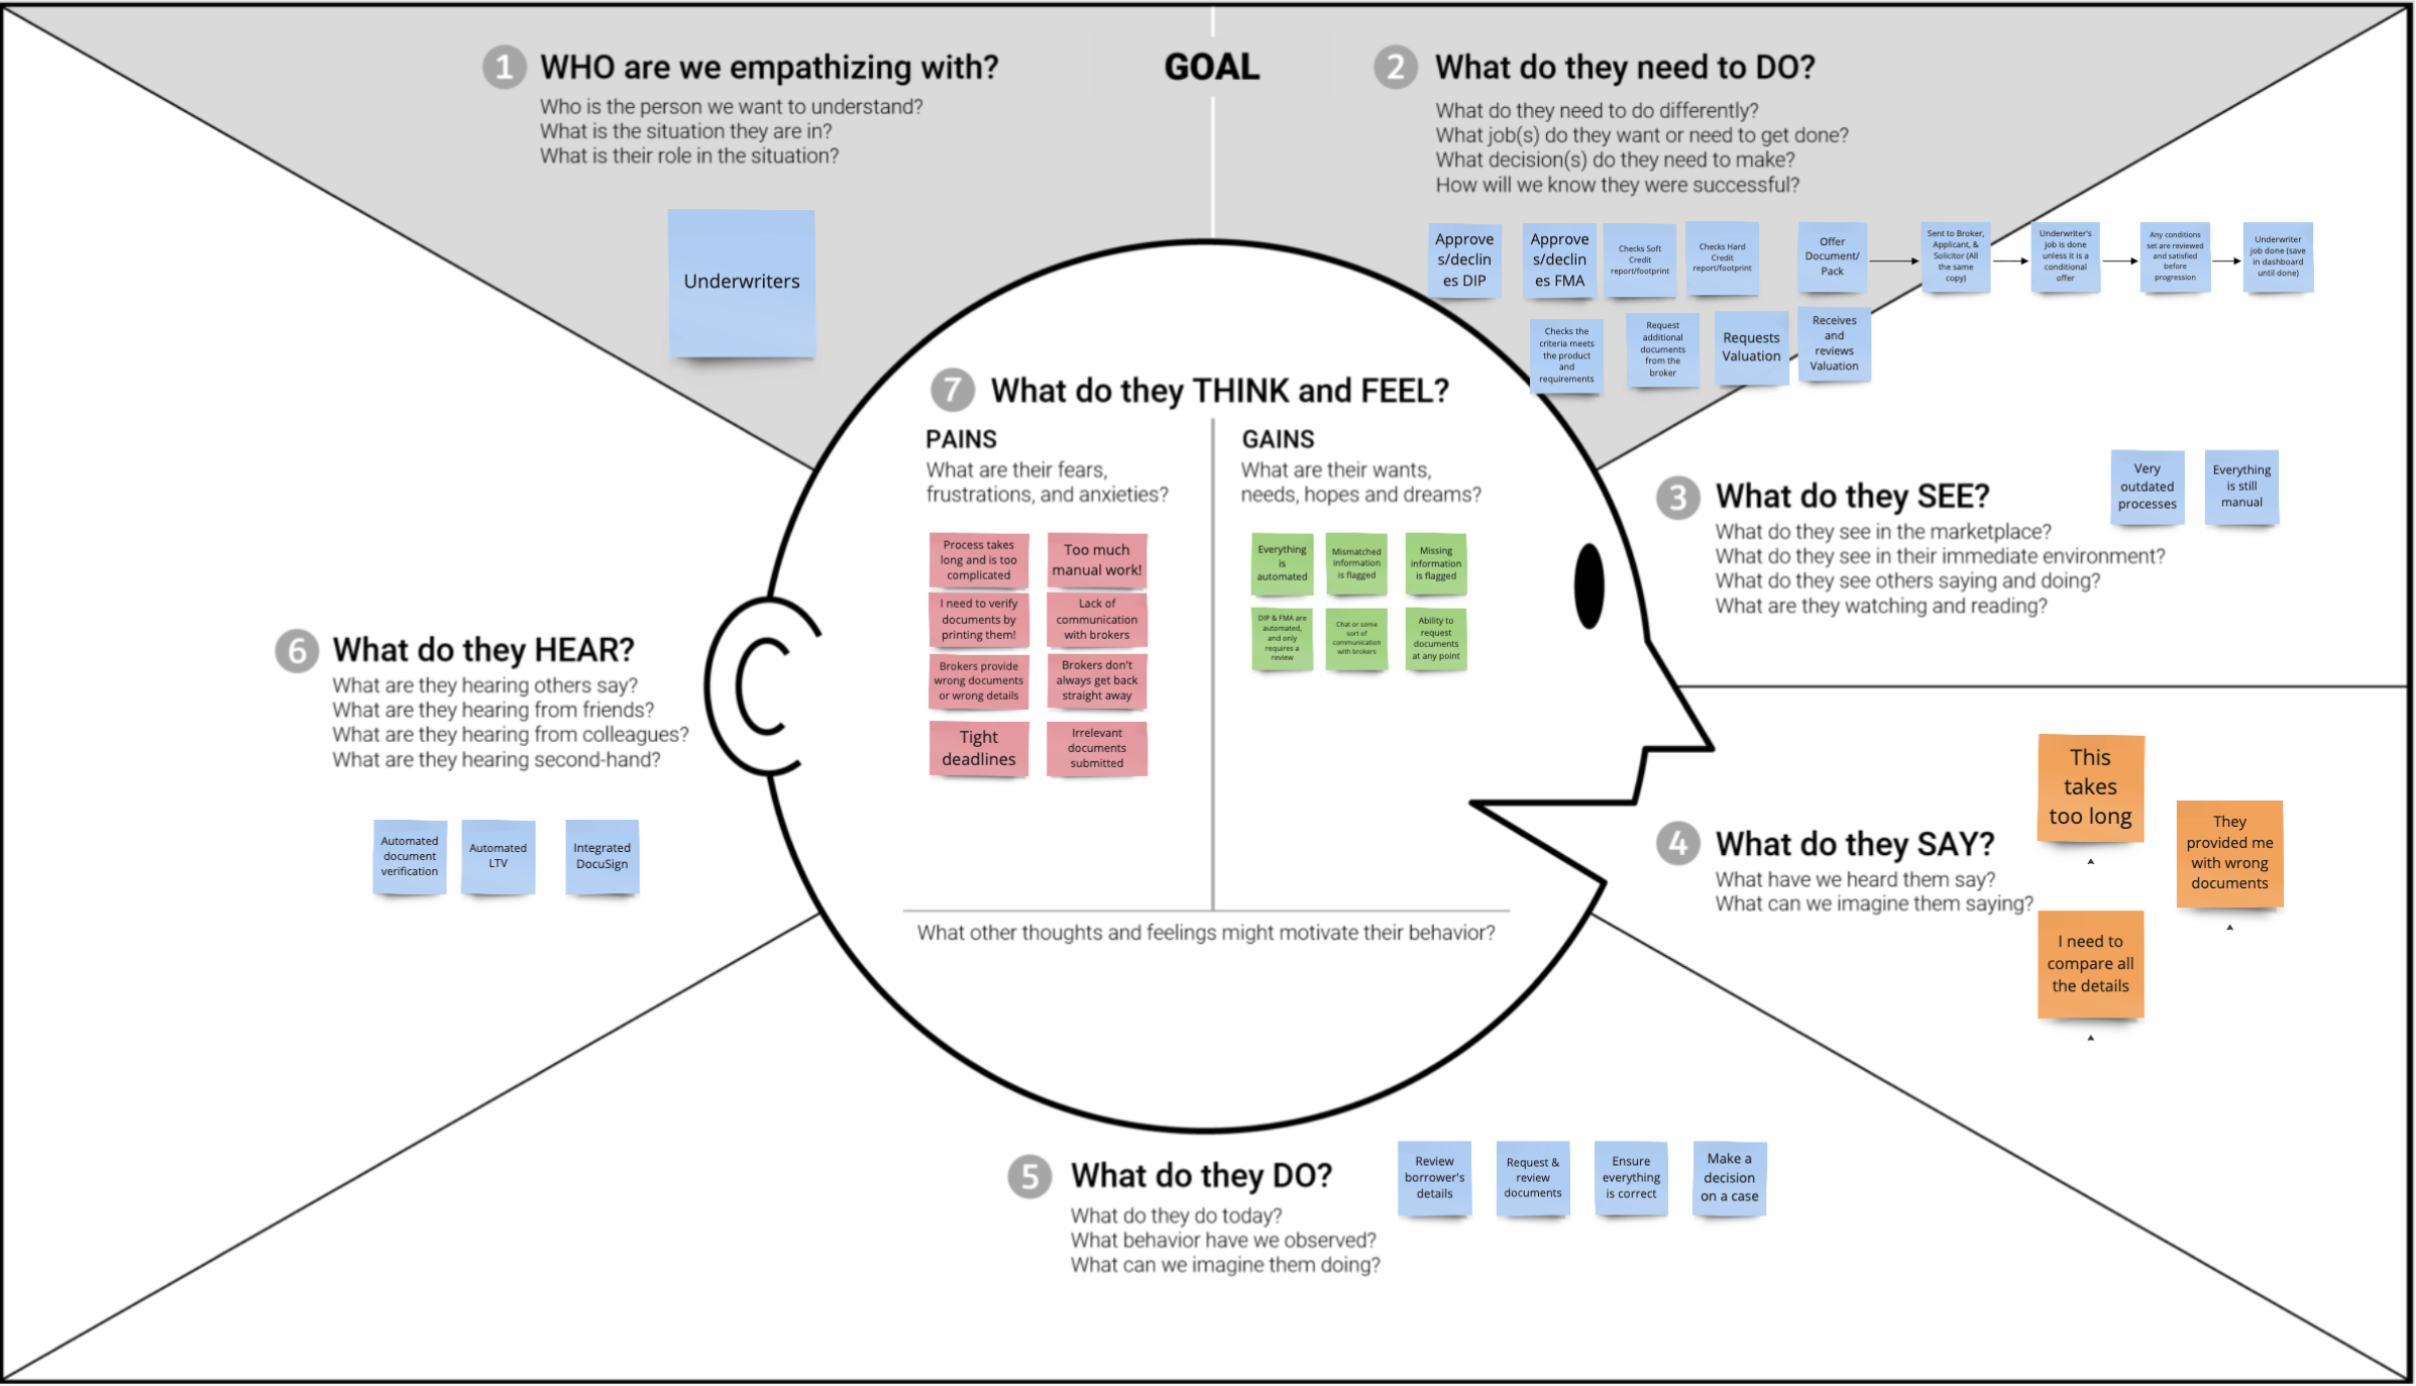 1 WHO are we empathizing with?
Who is the person we want to understand?
What is the situation they are in?
What is their role in the situation?
Underwriters
GOAL
2 What do they need to DO?
What do they need to do differently?
What job(s) do they want or need to get done?
What decision(s) do they need to make?
How will we know they were successful?
Approve
s/declin
es DIP
Approve
s/declin
es FMA
Checks Soft
Credit
report/footprint
Checks Hard
Credit
report/footprint
Offer
Document/
Pack
Sent to Broker,
Applicant, &
Solicitor (All
the same
copy)
Underwriter's
job is done
unless it is a
conditional
offer
Any conditions
set are reviewed
and satisfied
before
progression
Underwriter
job done (save
in dashboard
until done)
Checks the
criteria meets
the product
and
requirements
Request
additional
documents
from the
broker
Requests
Valuation
Receives
and
reviews
Valuation
3 What do they SEE?
What do they see in the marketplace?
What do they see in their immediate environment?
What do they see others saying and doing?
What are they watching and reading?
Very
outdated
processes
Everything
is still
manual
4 What do they SAY?
What have we heard them say?
What can we imagine them saying?
This
takes
too long
They
provided me
with wrong
documents
I need to
compare all
the details
5 What do they DO?
What do they do today?
What behavior have we observed?
What can we imagine them doing?
Review
borrower's
details
Request &
review
documents
Ensure
everything
is correct
Make a
decision
on a case
6 What do they HEAR?
What are they hearing others say?
What are they hearing from friends?
What are they hearing from colleagues?
What are they hearing second-hand?
Automated
document
verification
Automated
LTV
Integrated
DocuSign
7 What do they THINK and FEEL?
PAINS
What are their fears,
frustrations, and anxieties?
Process takes
long and is too
complicated
Too much
manual work!
I need to verify
documents by
printing them!
Lack of
communication
with brokers
Brokers provide
wrong documents
or wrong details
Brokers don't
always get back
straight away
Tight
deadlines
Irrelevant
documents
submitted
GAINS
What are their wants,
needs, hopes and dreams?
Everything
is
automated
Mismatched
information
is flagged
Missing
information
is flagged
DIP & FMA are
automated,
and only
requires a
review
Chat or some
sort of
communication
with brokers
Ability to
request
documents
at any point
What other thoughts and feelings might motivate their behavior?